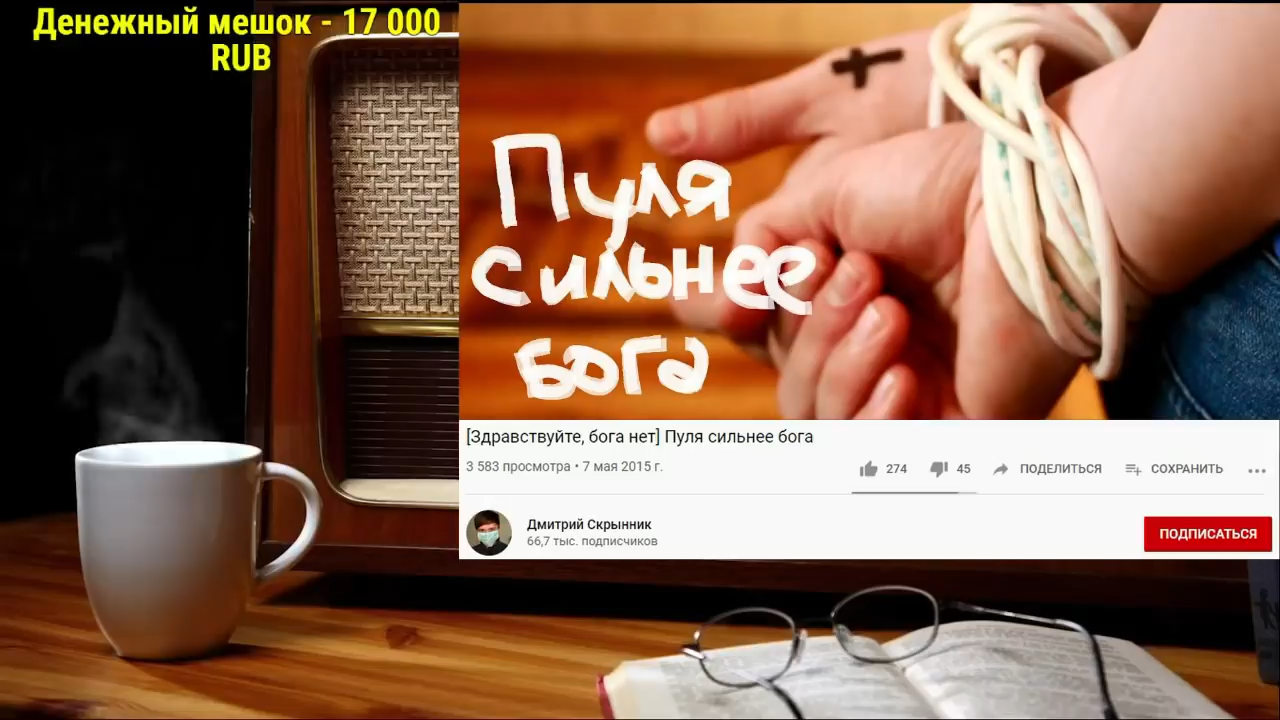 Денежный мешок - 17 000
RUB
Пуля
сильнее
бога
[Здравствуйте, бога нет] Пуля сильнее бога
3 583 просмотра • 7 мая 2015 г.
274
45
ПОДЕЛИТЬСЯ
СОХРАНИТЬ
Дмитрий Скрынник
66,7 тыс. подписчиков
ПОДПИСАТЬСЯ